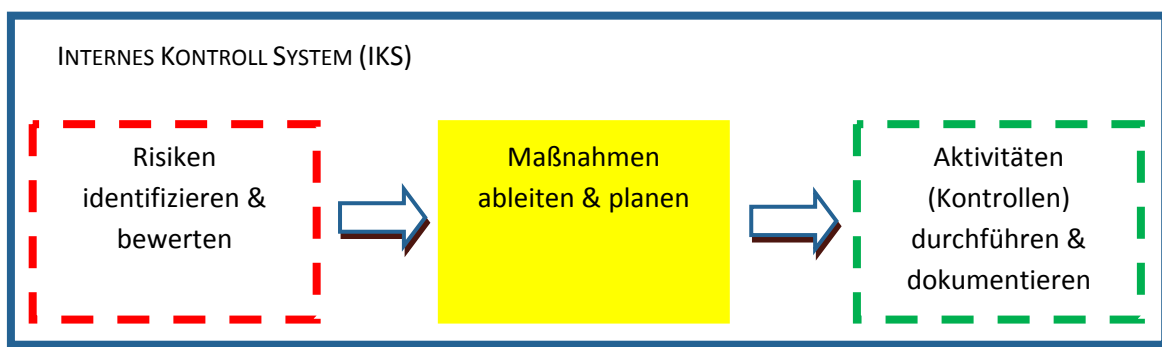 INTERNES KONTROLL SYSTEM (IKS)
Risiken
identifizieren &
bewerten
Maßnahmen
ableiten & planen
Aktivitäten
(Kontrollen)
durchführen &
dokumentieren